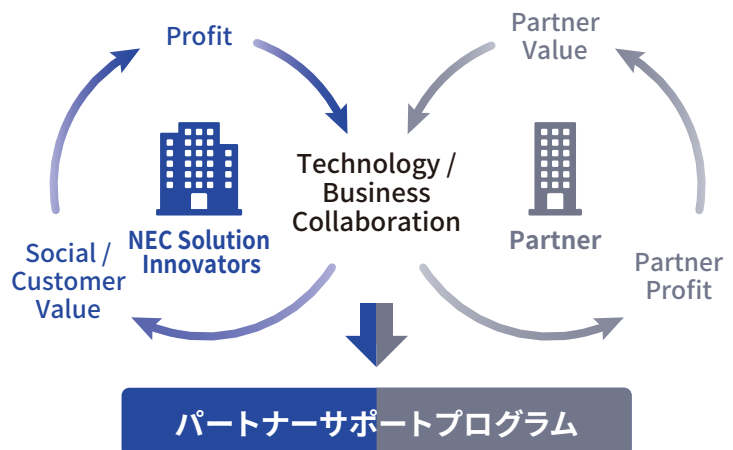 Profit
Partner
Value
Technology /
Business
Collaboration
NEC Solution
Innovators
Partner
Social /
Customer
Value
Partner
Profit
パートナーサポートプログラム